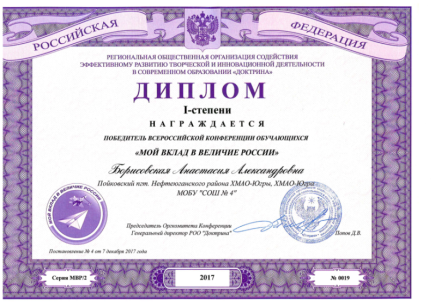 РОССИЙСКАЯ ФЕДЕРАЦИЯ
РЕГИОНАЛЬНАЯ ОБЩЕСТВЕННАЯ ОРГАНИЗАЦИЯ СОДЕЙСТВИЯ
ЭФФЕКТИВНОМУ РАЗВИТИЮ ТВОРЧЕСКОЙ И ИННОВАЦИОННОЙ ДЕЯТЕЛЬНОСТИ
В СОВРЕМЕННОМ ОБРАЗОВАНИИ «ДОКТРИНА»
ДИПЛОМ
I-степени
НАГРАЖДАЕТСЯ
ПОБЕДИТЕЛЬ ВСЕРОССИЙСКОЙ КОНФЕРЕНЦИИ ОБУЧАЮЩИХСЯ
«МОЙ ВКЛАД В ВЕЛИЧИЕ РОССИИ»
Борисовская Анастасия Александровна
Пойковский пгт. Нефтеюганского района ХМАО-Югры, ХМАО-Югра
МОБУ "СОШ № 4"
МОЙ ВКЛАД В ВЕЛИЧИЕ РОССИИ
Председатель Оргкомитета Конференции
Генеральный директор РОО "Доктрина"
Попов Д.В.
Постановление № 4 от 7 декабря 2017 года
Серия МВР/2
2017
№ 0019